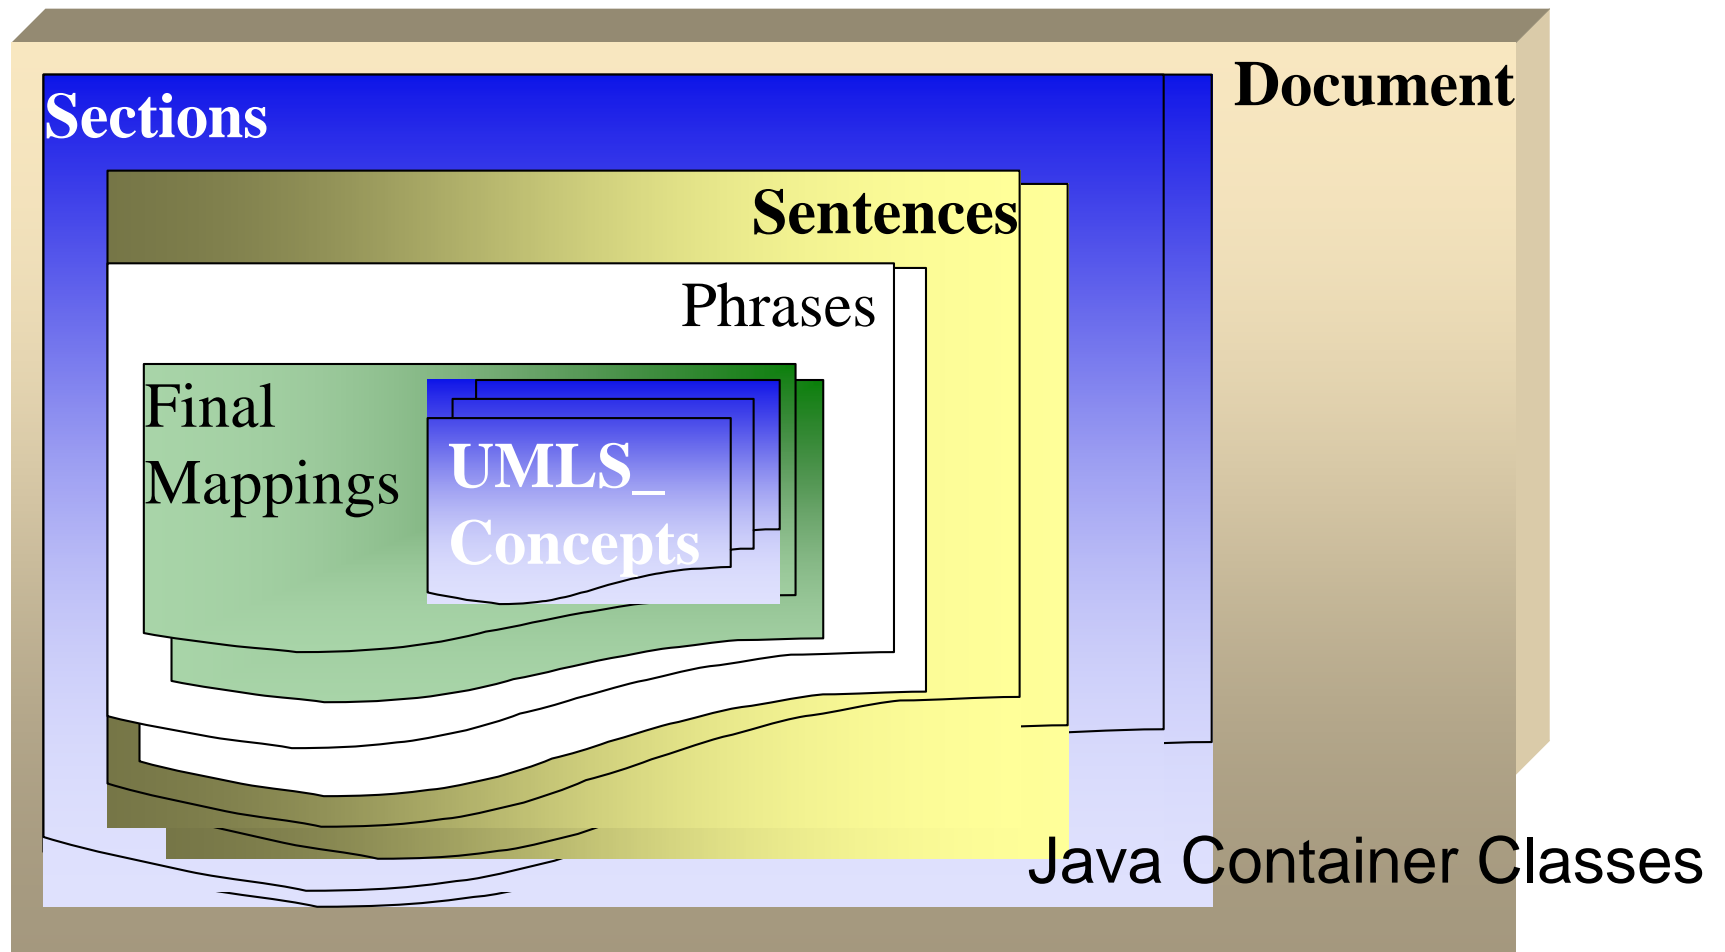 Document
Sections
Sentences
Phrases
Final
Mappings
UMLS_
Concepts
Java Container Classes